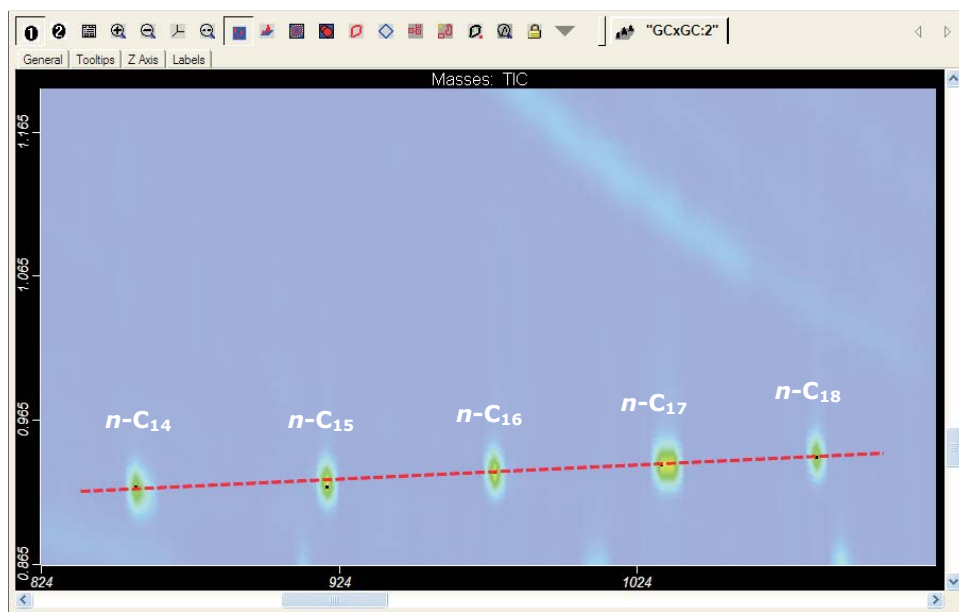 "GCxGC:2"
General Tooltips Z Axis Labels
Masses: TIC
1.165
1.065
0.965
0.865
n-C₁₄ n-C₁₅ n-C₁₆ n-C₁₇ n-C₁₈
824 924 1024